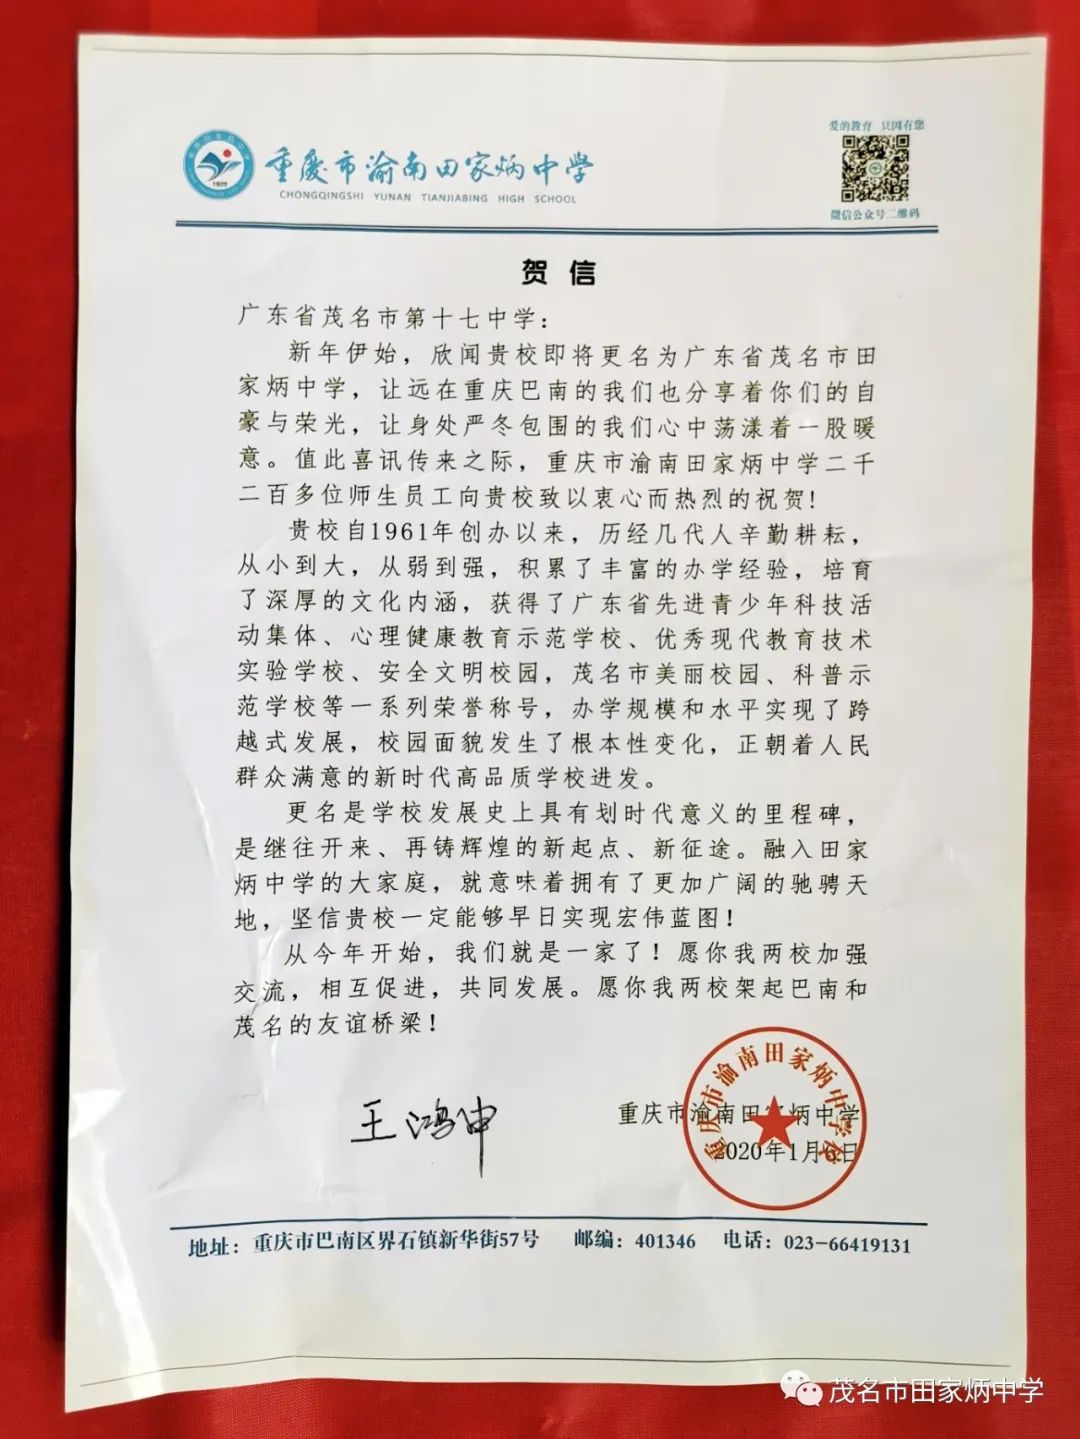 爱的教育 只因有您
重庆市渝南田家炳中学
CHONGQINGSHI YUNAN TIANJIABING HIGH SCHOOL
1928
微信公众号二维码
贺信
广东省茂名市第十七中学：
新年伊始，欣闻贵校即将更名为广东省茂名市田
家炳中学，让远在重庆巴南的我们也分享着你们的自
豪与荣光，让身处严冬包围的我们心中荡漾着一股暖
意。值此喜讯传来之际，重庆市渝南田家炳中学二千
二百多位师生员工向贵校致以衷心而热烈的祝贺！
贵校自1961年创办以来，历经几代人辛勤耕耘，
从小到大，从弱到强，积累了丰富的办学经验，培育
了深厚的文化内涵，获得了广东省先进青少年科技活
动集体、心理健康教育示范学校、优秀现代教育技术
实验学校、安全文明校园，茂名市美丽校园、科普示
范学校等一系列荣誉称号，办学规模和水平实现了跨
越式发展，校园面貌发生了根本性变化，正朝着人民
群众满意的新时代高品质学校进发。
更名是学校发展史上具有划时代意义的里程碑，
是继往开来、再铸辉煌的新起点、新征途。融入田家
炳中学的大家庭，就意味着拥有了更加广阔的驰骋天
地，坚信贵校一定能够早日实现宏伟蓝图！
从今年开始，我们就是一家了！愿你我两校加强
交流，相互促进，共同发展。愿你我两校架起巴南和
茂名的友谊桥梁！
王鸿申
重庆市渝南田家炳中学
2020年1月6日
重庆市渝南田家炳中学校
地址：重庆市巴南区界石镇新华街57号 邮编：401346 电话：023-66419131
茂名市田家炳中学